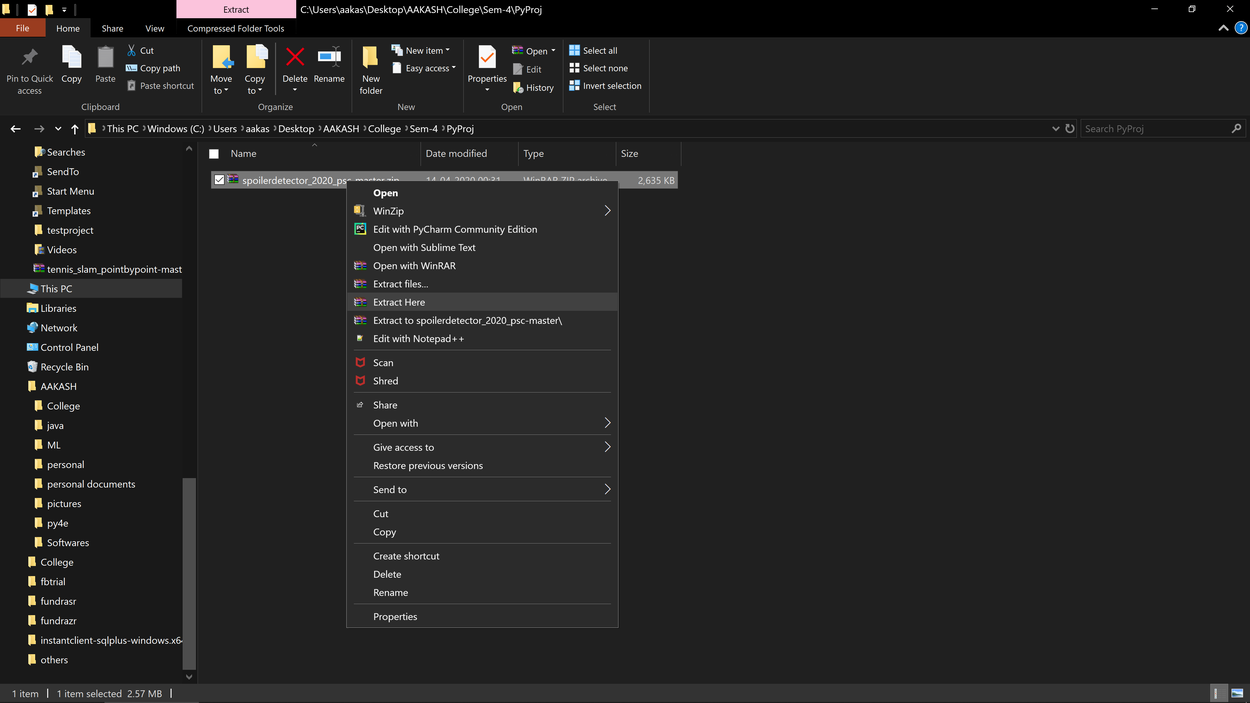 Extract
C:\Users\aakas\Desktop\AAKASH\College\Sem-4\PyProj
File
Home
Share
View
Compressed Folder Tools
Pin to Quick access
Copy
Paste
Cut
Copy path
Paste shortcut
Clipboard
Move to
Copy to
Delete
Rename
Organize
New folder
New item
Easy access
New
Properties
Open
Edit
History
Open
Select all
Select none
Invert selection
Select
This PC
Windows (C:)
Users
aakas
Desktop
AAKASH
College
Sem-4
PyProj
Search PyProj
Searches
SendTo
Start Menu
Templates
testproject
Videos
tennis_slam_pointbypoint-mast
This PC
Libraries
Network
Control Panel
Recycle Bin
AAKASH
College
java
ML
personal
personal documents
pictures
py4e
Softwares
College
fbtrial
fundrasr
fundrazr
instantclient-sqlplus-windows.x64
others
Name
Date modified
Type
Size
spoilerdetector_2020_psc-master.zip
14-04-2020 00:31
WinRAR ZIP archive
2,635 KB
Open
WinZip
Edit with PyCharm Community Edition
Open with Sublime Text
Open with WinRAR
Extract files...
Extract Here
Extract to spoilerdetector_2020_psc-master\
Edit with Notepad++
Scan
Shred
Share
Open with
Give access to
Restore previous versions
Send to
Cut
Copy
Create shortcut
Delete
Rename
Properties
1 item
1 item selected 2.57 MB